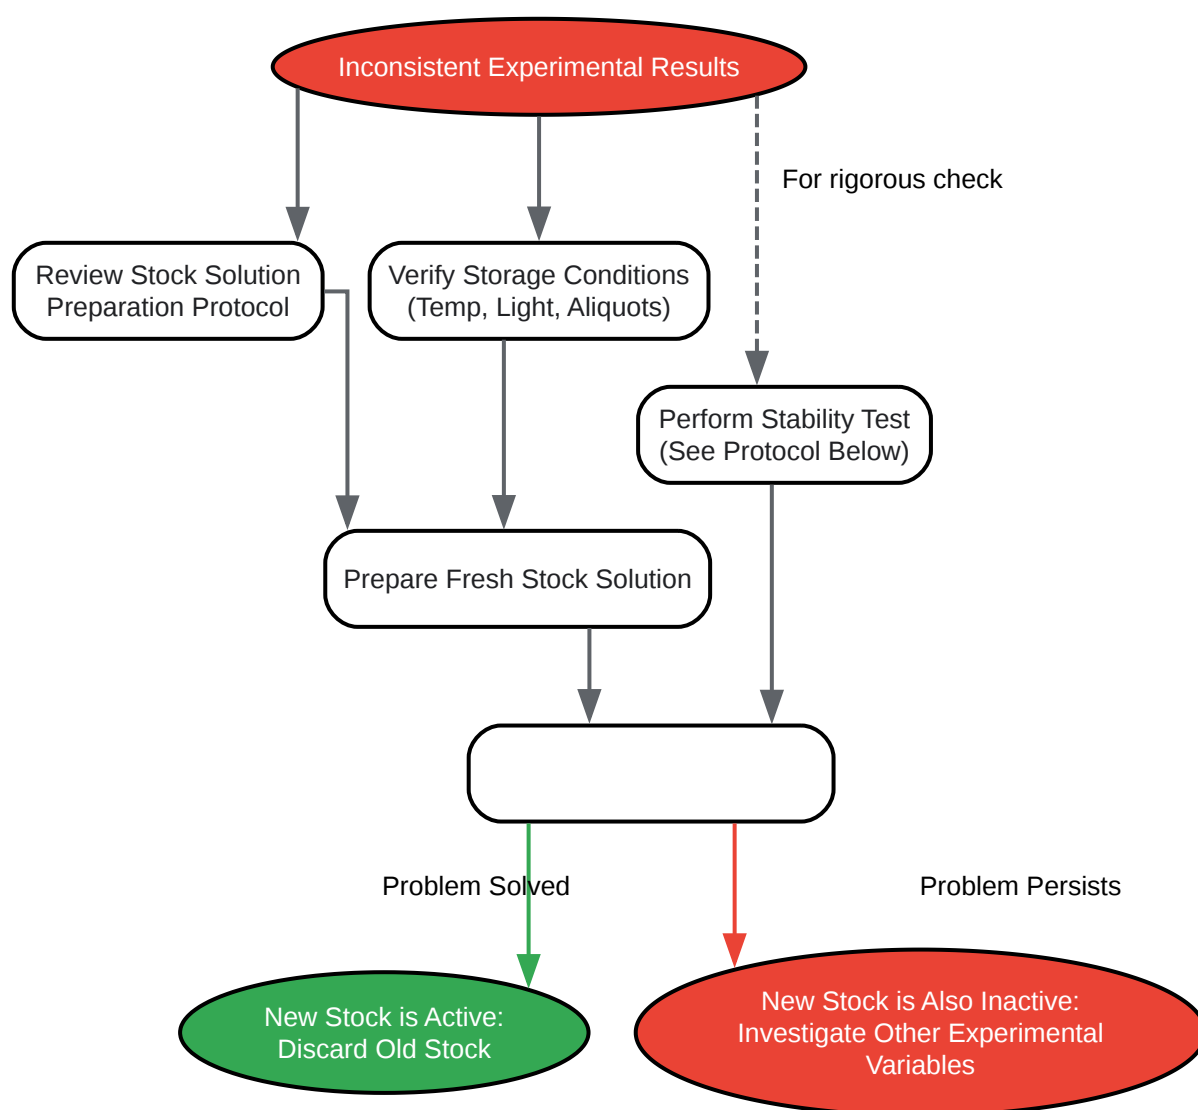 Inconsistent Experimental Results
For rigorous check
Review Stock Solution
Preparation Protocol
Verify Storage Conditions
(Temp, Light, Aliquots)
Perform Stability Test
(See Protocol Below)
Prepare Fresh Stock Solution
Problem Solved
Problem Persists
New Stock is Active:
Discard Old Stock
New Stock is Also Inactive:
Investigate Other Experimental
Variables